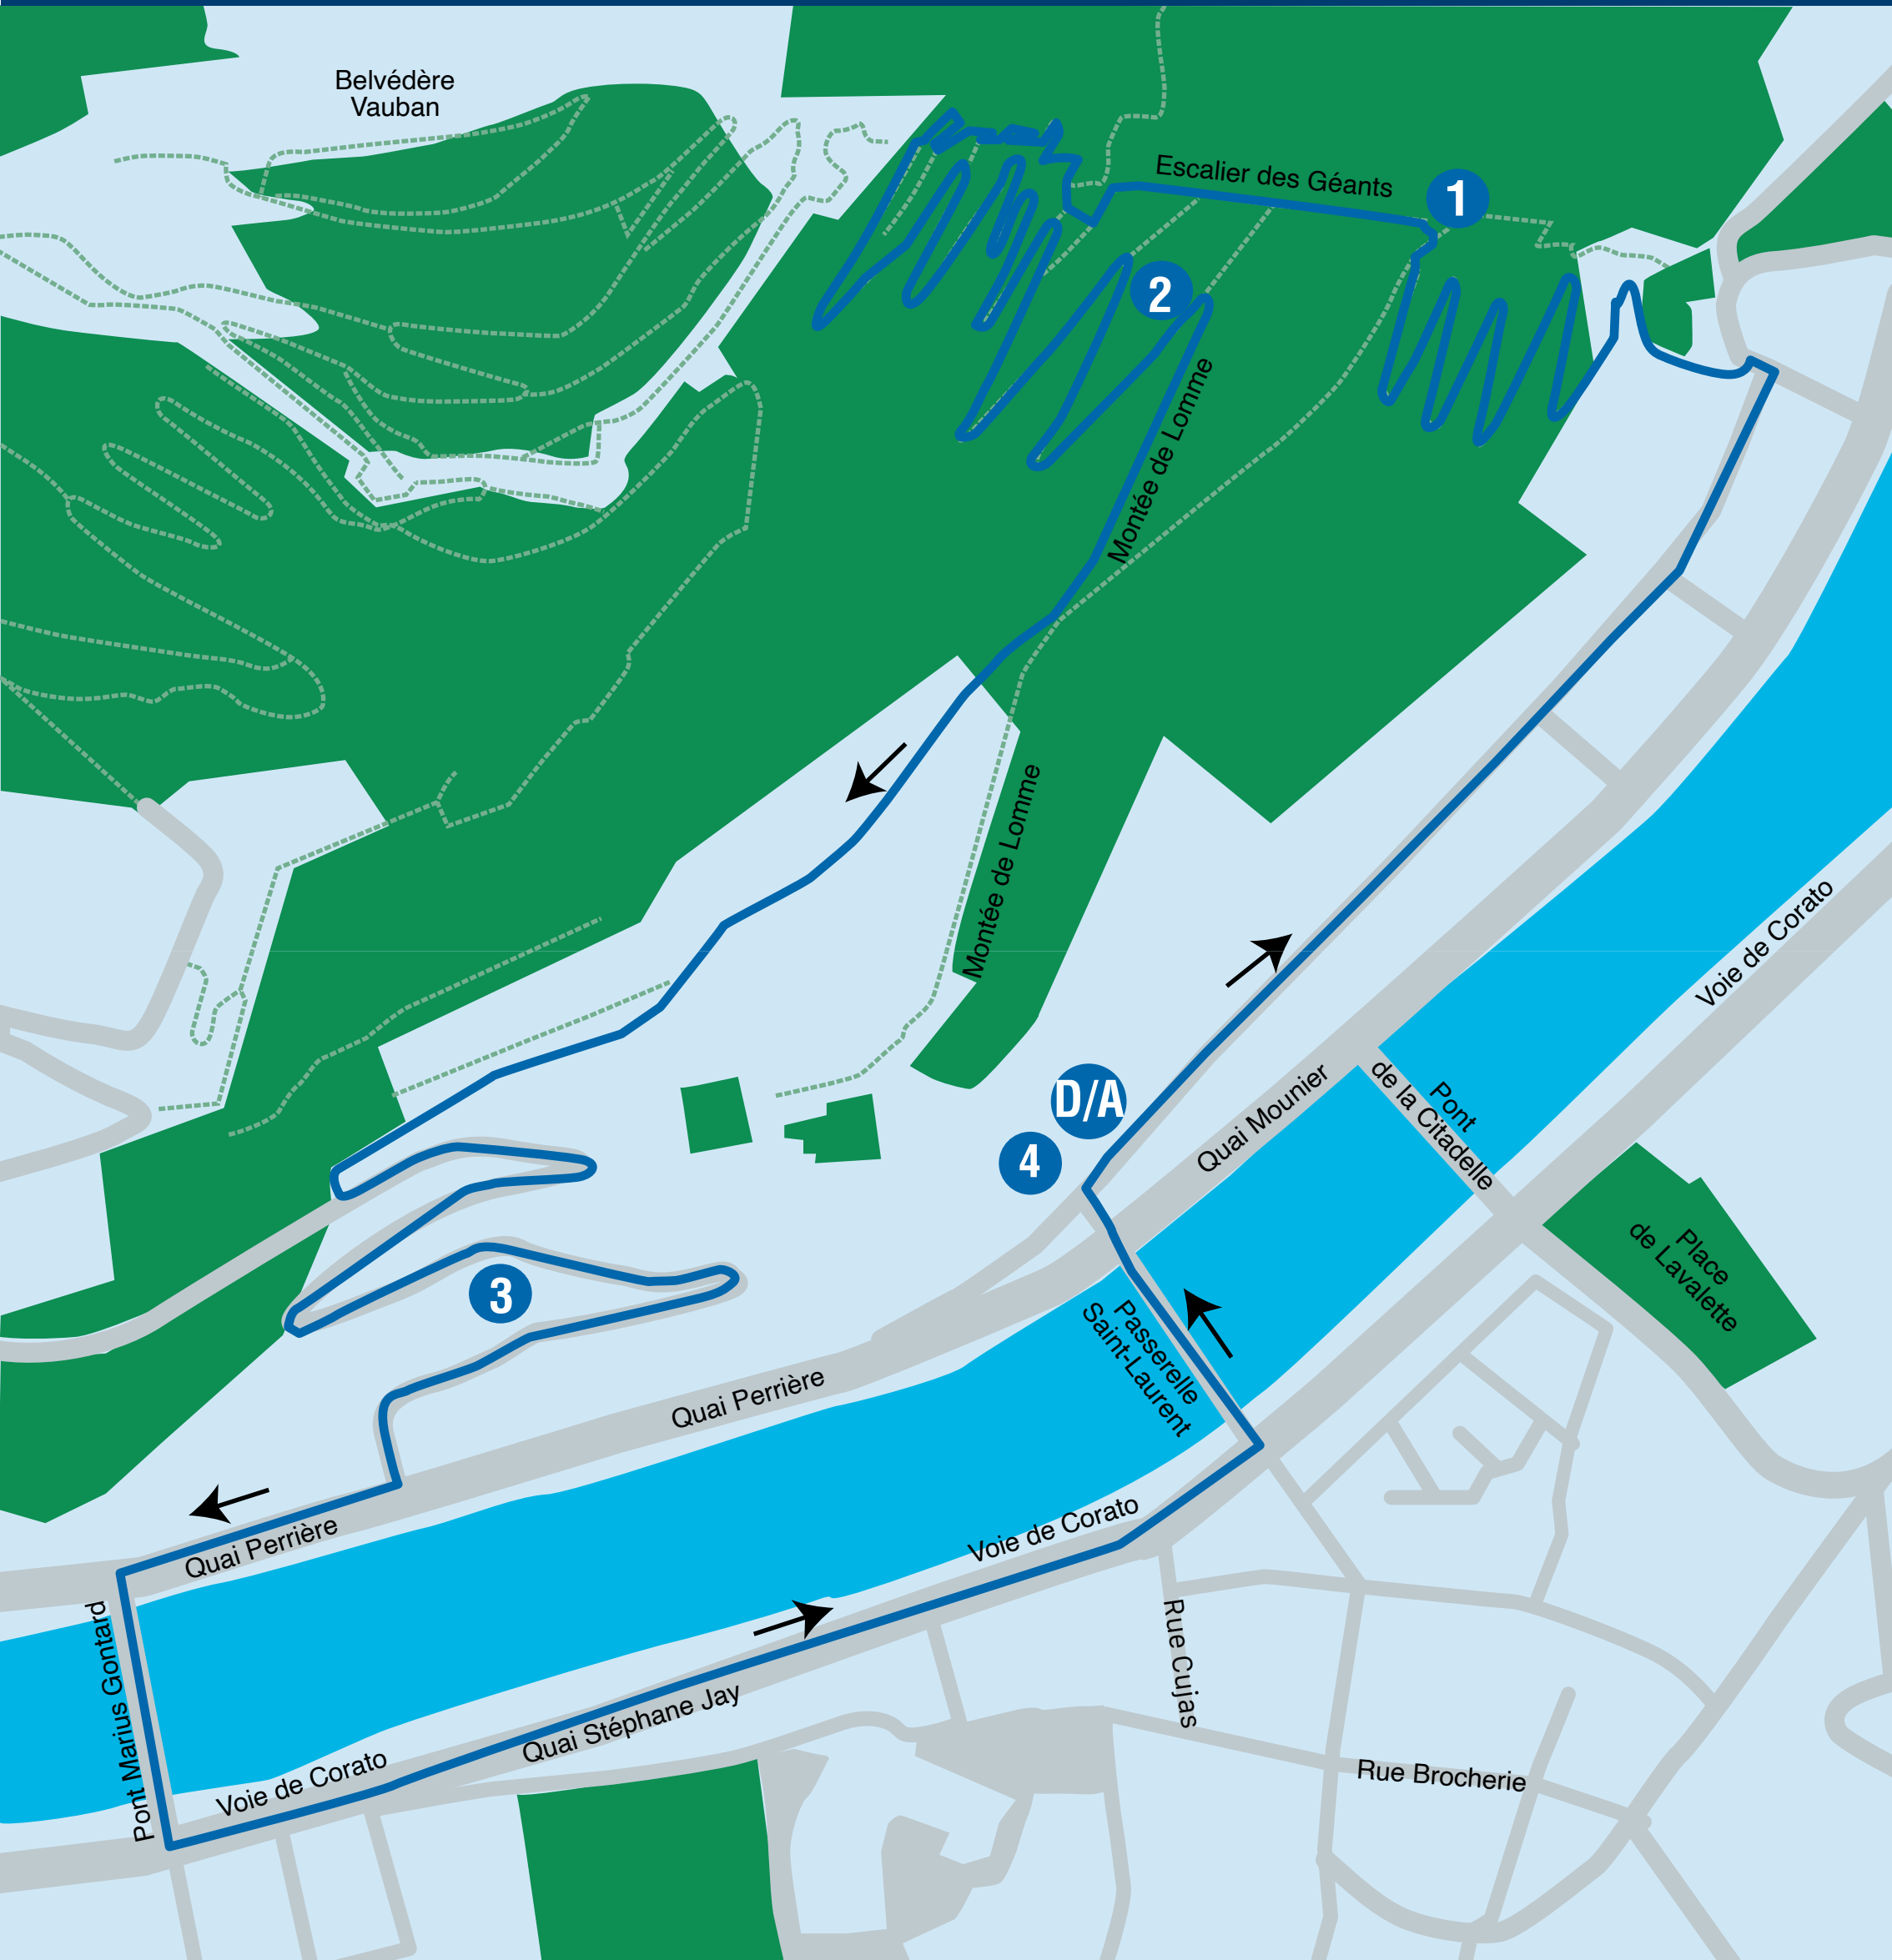 Belvédère
Vauban
Escalier des Géants
1
2
Montée de Lomme
Montée de Lomme
Voie de Corato
D/A
4
Quai Mounier
Pont
de la Citadelle
Place
de Lavalette
3
Passerelle
Saint-Laurent
Quai Perrière
Quai Perrière
Voie de Corato
Pont Marius Gontard
Rue Cujas
Quai Stéphane Jay
Voie de Corato
Rue Brocherie